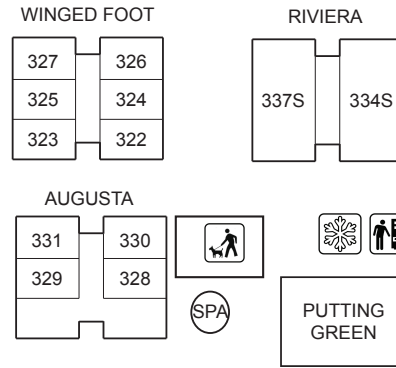 WINGED FOOT
RIVIERA
327
326
325
324
323
322
337S
334S
AUGUSTA
331
330
329
328
SPA
PUTTING
GREEN